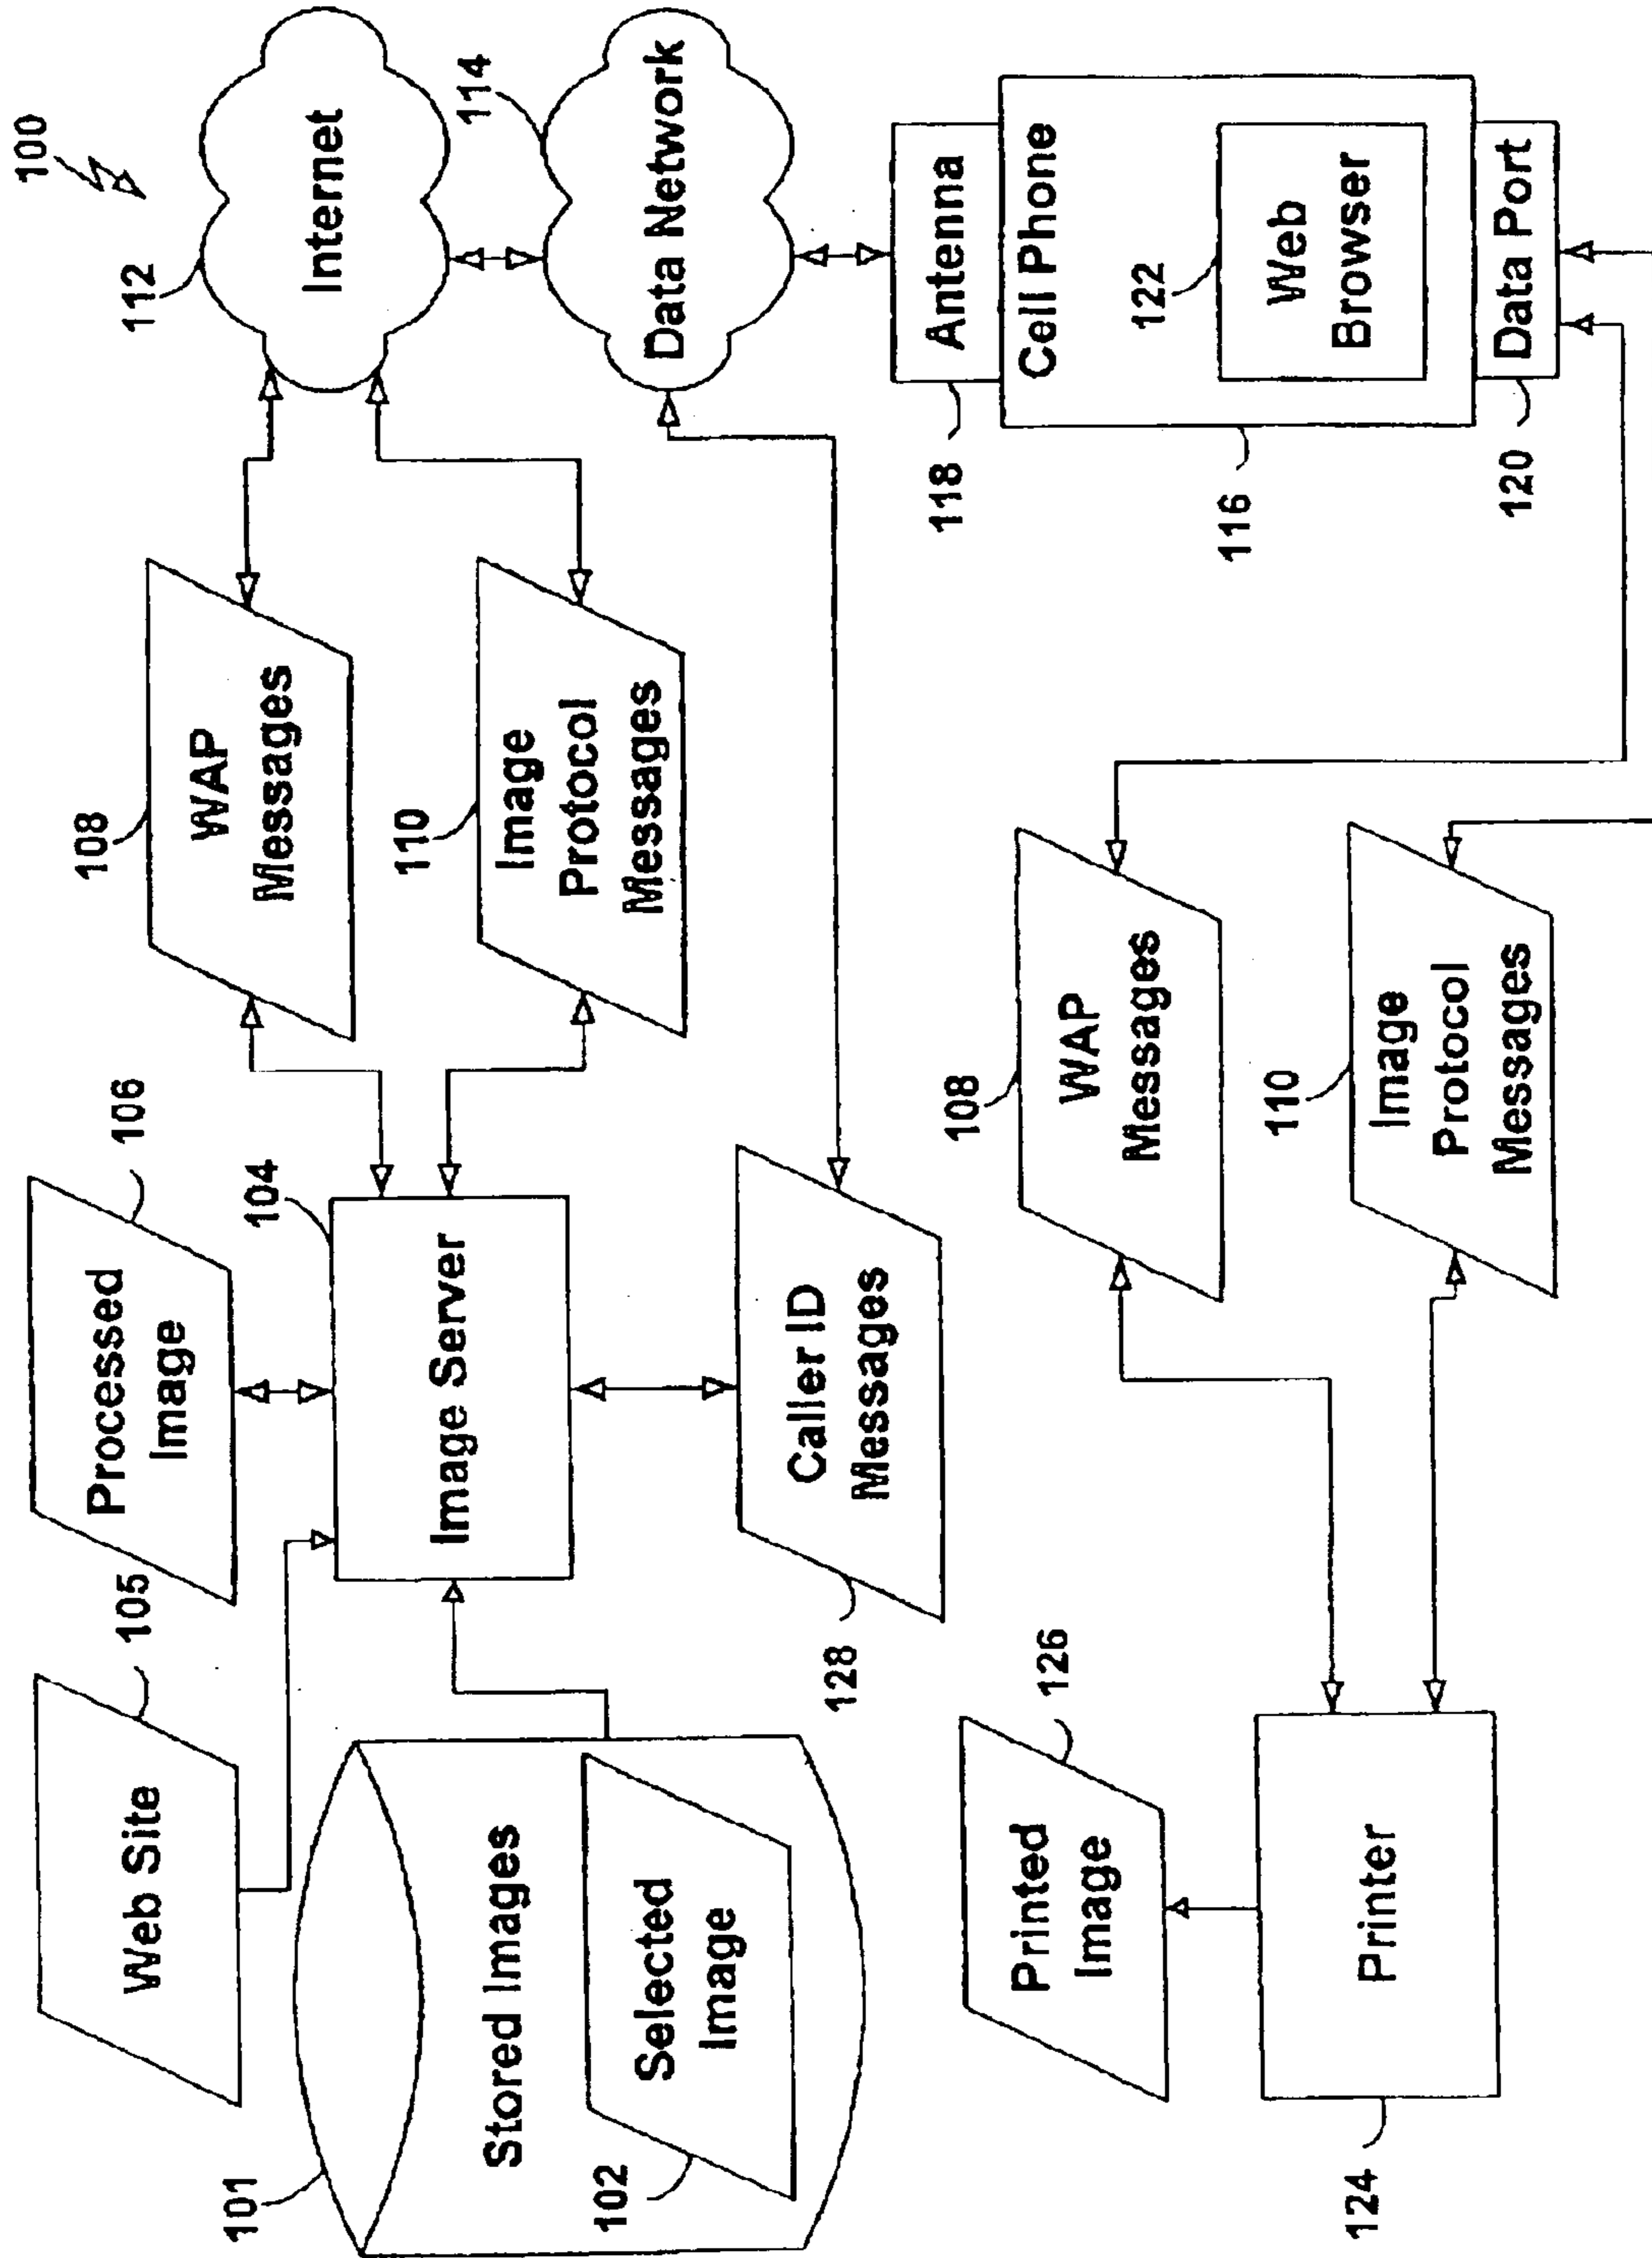 100
112
Internet
114
Data Network
108
WAP
Messages
110
Image
Protocol
Messages
106
Processed
Image
104
Image Server
105
Web Site
101
Stored Images
102
Selected
Image
128
Caller ID
Messages
118
Antenna
Cell Phone
116
122
Web
Browser
120
Data Port
108
WAP
Messages
110
Image
Protocol
Messages
126
Printed
Image
124
Printer